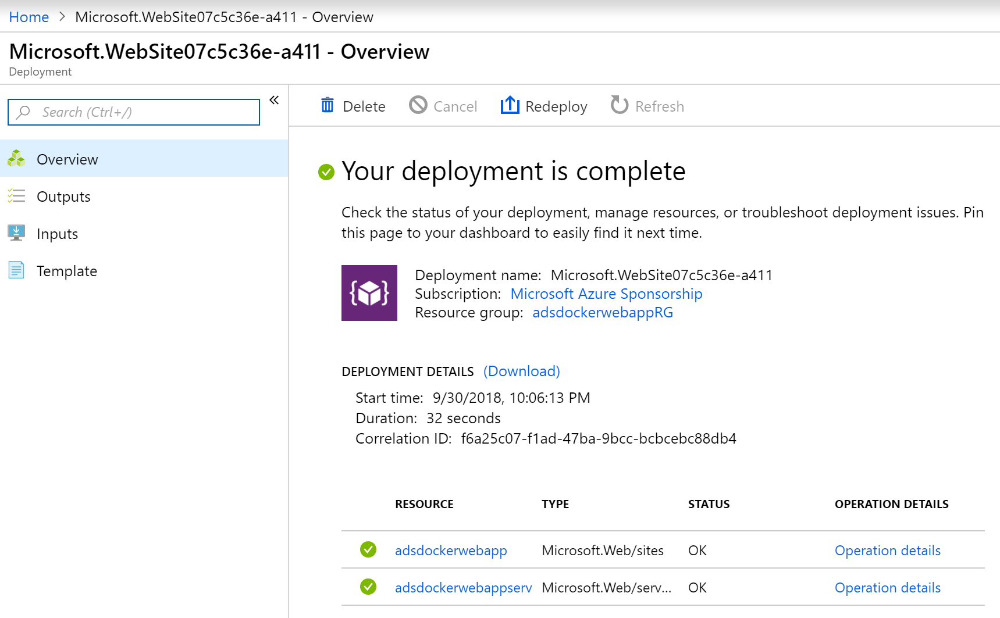 Home > Microsoft.WebSite07c5c36e-a411 - Overview
Microsoft.WebSite07c5c36e-a411 - Overview
Deployment
Search (Ctrl+/)
«
Delete Cancel Redeploy Refresh
Overview
Outputs
Inputs
Template
Your deployment is complete
Check the status of your deployment, manage resources, or troubleshoot deployment issues. Pin
this page to your dashboard to easily find it next time.
Deployment name: Microsoft.WebSite07c5c36e-a411
Subscription: Microsoft Azure Sponsorship
Resource group: adsdockerwebappRG
DEPLOYMENT DETAILS (Download)
Start time: 9/30/2018, 10:06:13 PM
Duration: 32 seconds
Correlation ID: f6a25c07-f1ad-47ba-9bcc-bcbcebc88db4
RESOURCE TYPE STATUS OPERATION DETAILS
adsdockerwebapp Microsoft.Web/sites OK Operation details
adsdockerwebappserv Microsoft.Web/serv... OK Operation details